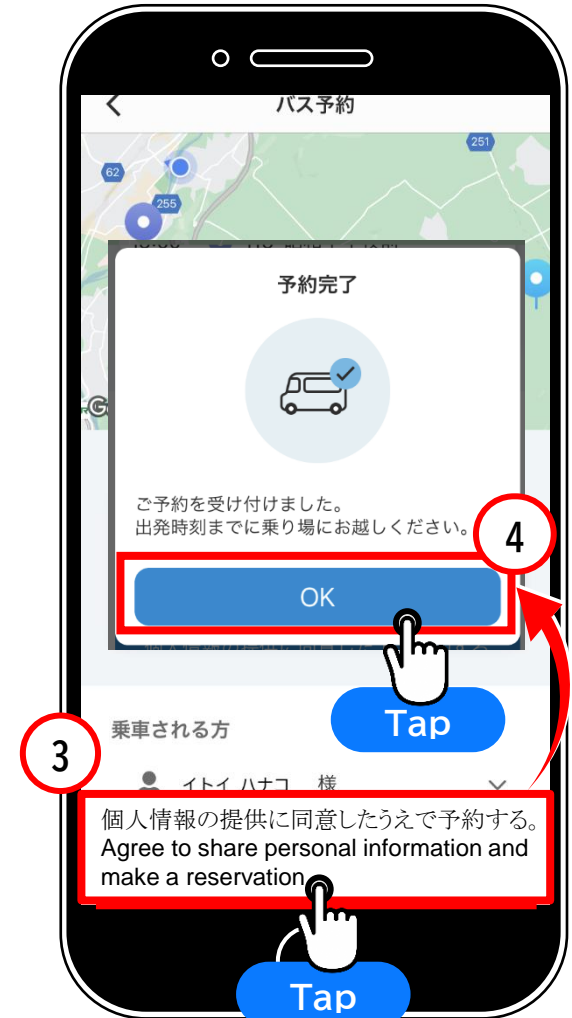 バス予約
251
62
255
予約完了
ご予約を受け付けました。
出発時刻までに乗り場にお越しください。
4
OK
Tap
3
乗車される方
イトイ ハナコ 様
個人情報の提供に同意したうえで予約する。
Agree to share personal information and
make a reservation
Tap